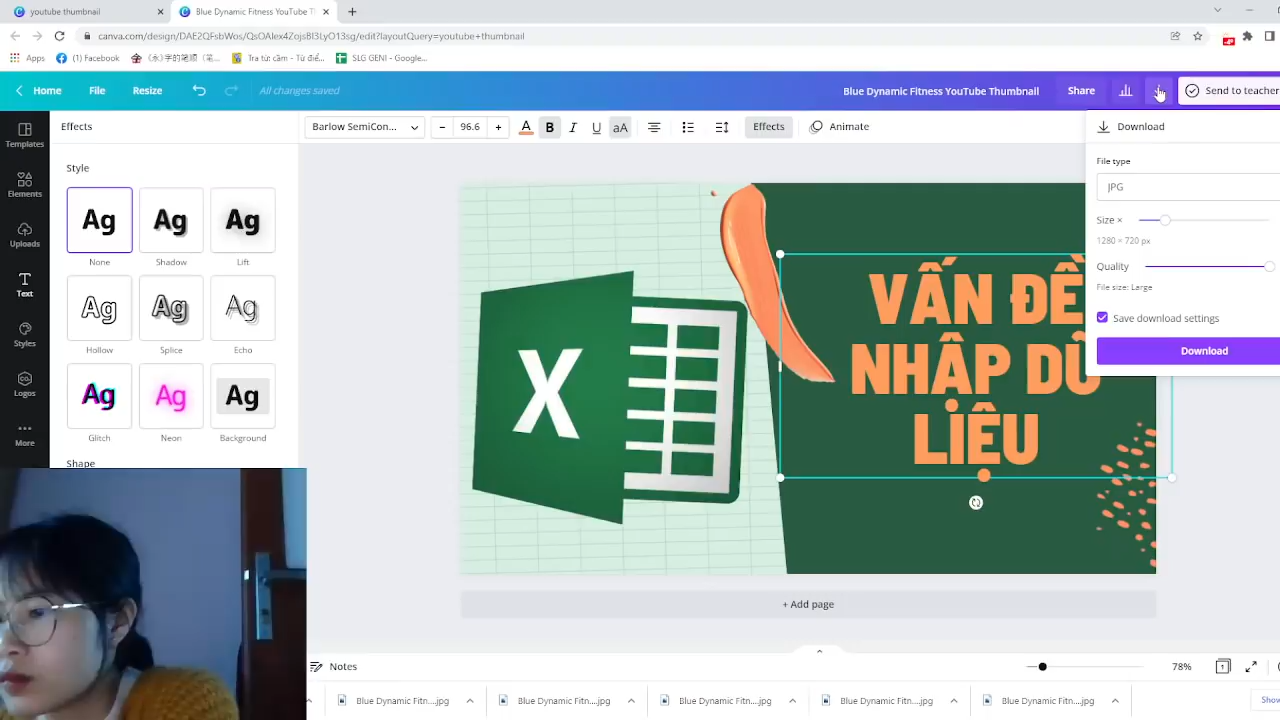 youtube thumbnail
Blue Dynamic Fitness YouTube T
canva.com/design/DAE2QFsbWos/QsOAlex4Zojs8I3LyO13sg/edit?layoutQuery=youtube+thumbnail
Apps
(1) Facebook
Tra từ: cầm - Từ điể...
SLG GENI - Google...
Home
File
Resize
All changes saved
Blue Dynamic Fitness YouTube Thumbnail
Share
Send to teacher
Templates
Elements
Uploads
Text
Styles
Logos
More
Effects
Style
Ag
Ag
Ag
None
Shadow
Lift
Ag
Ag
Ag
Hollow
Splice
Echo
Ag
Ag
Ag
Glitch
Neon
Background
Shape
Barlow SemiCon...
– 96.6 +
A
B
I
U
aA
Effects
Animate
Download
File type
JPG
Size ×
1280 × 720 px
Quality
File size: Large
Save download settings
Download
X
VẤN ĐỀ
NHẬP DỮ
LIỆU
+ Add page
Notes
78%
1
Blue Dynamic Fitn....jpg
Blue Dynamic Fitn....jpg
Blue Dynamic Fitn....jpg
Blue Dynamic Fitn....jpg
Blue Dynamic Fitn....jpg
Show